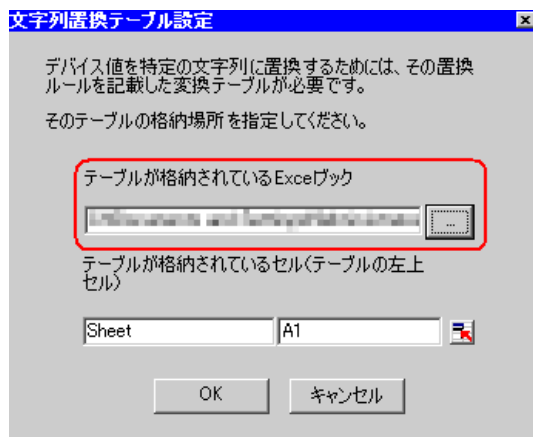 文字列置換テーブル設定
デバイス値を特定の文字列に置換するためには、その置換
ルールを記載した変換テーブルが必要です。
そのテーブルの格納場所を指定してください。
テーブルが格納されているExcelブック
...
テーブルが格納されているセル(テーブルの左上
セル)
Sheet
A1
OK
キャンセル